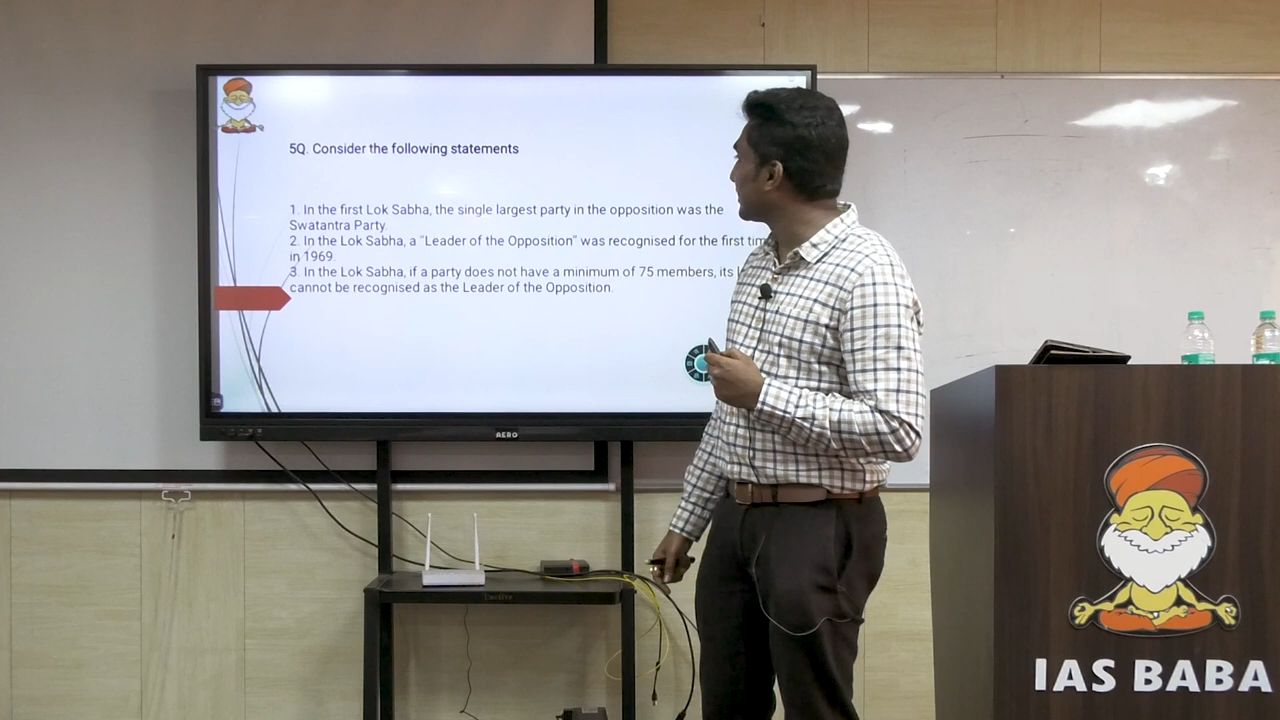 5Q. Consider the following statements
1. In the first Lok Sabha, the single largest party in the opposition was the
Swatantra Party.
2. In the Lok Sabha, a "Leader of the Opposition" was recognised for the first
in 1969.
3. In the Lok Sabha, if a party does not have a minimum of 75 members, its
cannot be recognised as the Leader of the Opposition.
AERO
IAS BABA